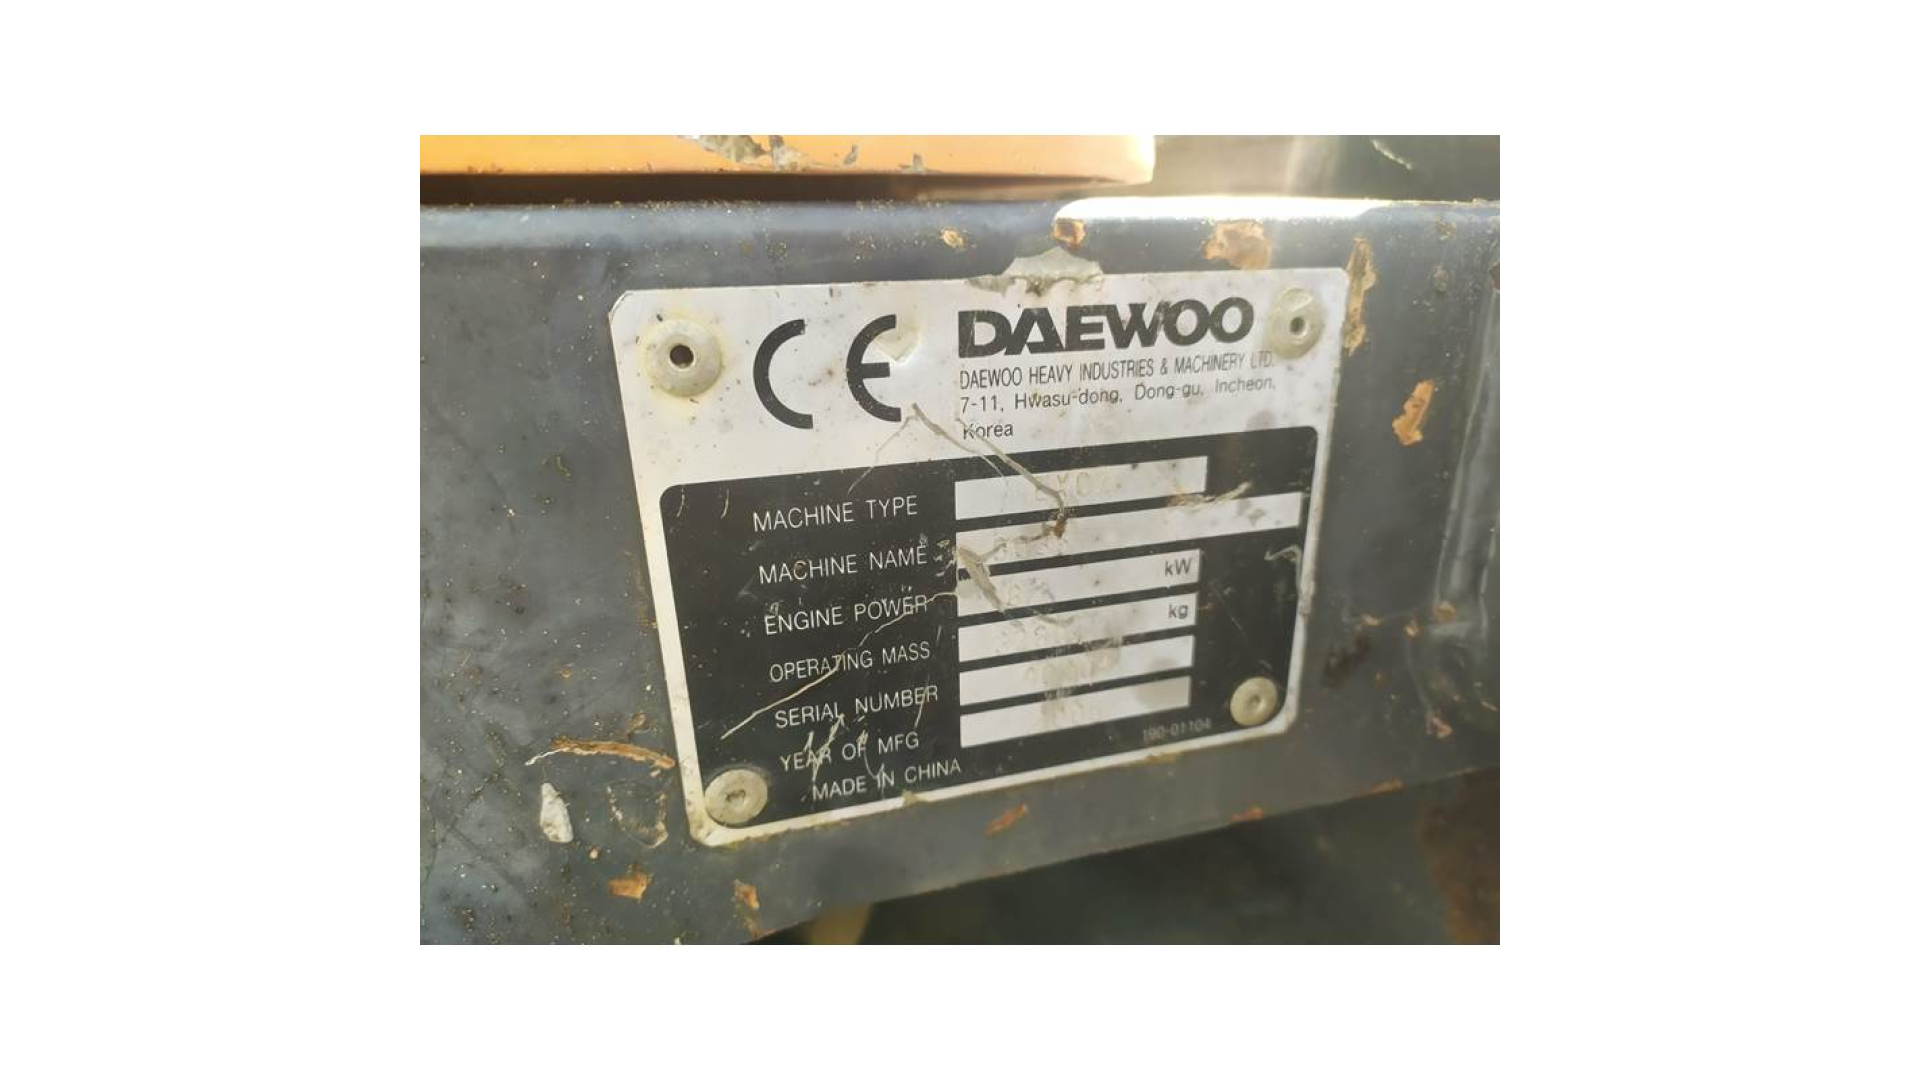 CE DAEWOO
DAEWOO HEAVY INDUSTRIES & MACHINERY LTD.
7-11, Hwasu-dong, Dong-gu, Incheon,
Korea
MACHINE TYPE
MACHINE NAME
ENGINE POWER kW
OPERATING MASS kg
SERIAL NUMBER
YEAR OF MFG
MADE IN CHINA
190-01104